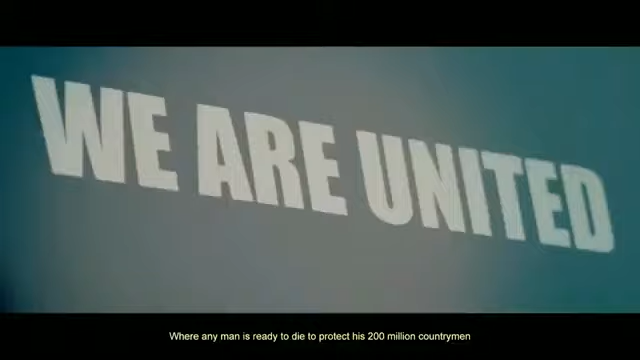 WE ARE UNITED
Where any man is ready to die to protect his 200 million countrymen